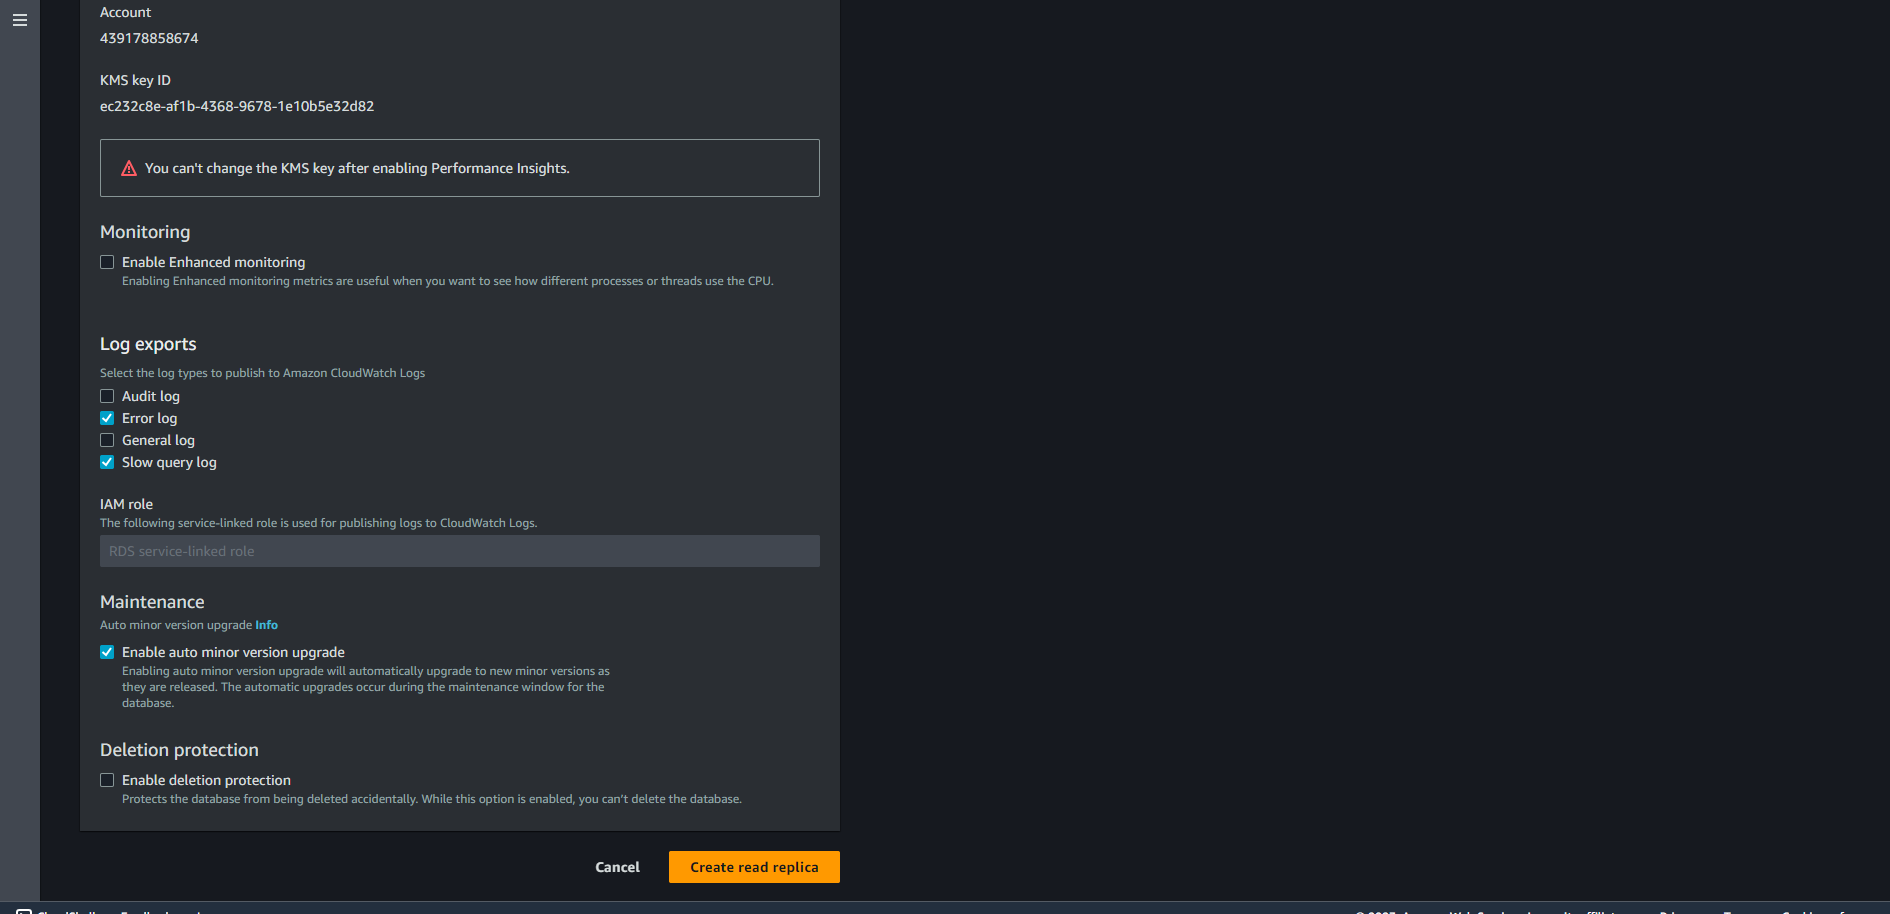 Account
439178858674
KMS key ID
ec232c8e-af1b-4368-9678-1e10b5e32d82
You can't change the KMS key after enabling Performance Insights.
Monitoring
Enable Enhanced monitoring
Enabling Enhanced monitoring metrics are useful when you want to see how different processes or threads use the CPU.
Log exports
Select the log types to publish to Amazon CloudWatch Logs
Audit log
Error log
General log
Slow query log
IAM role
The following service-linked role is used for publishing logs to CloudWatch Logs.
RDS service-linked role
Maintenance
Auto minor version upgrade Info
Enable auto minor version upgrade
Enabling auto minor version upgrade will automatically upgrade to new minor versions as
they are released. The automatic upgrades occur during the maintenance window for the
database.
Deletion protection
Enable deletion protection
Protects the database from being deleted accidentally. While this option is enabled, you can't delete the database.
Cancel
Create read replica